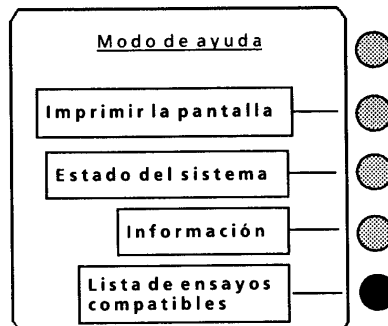 Modo de ayuda
Imprimir la pantalla
Estado del sistema
Información
Lista de ensayos
compatibles